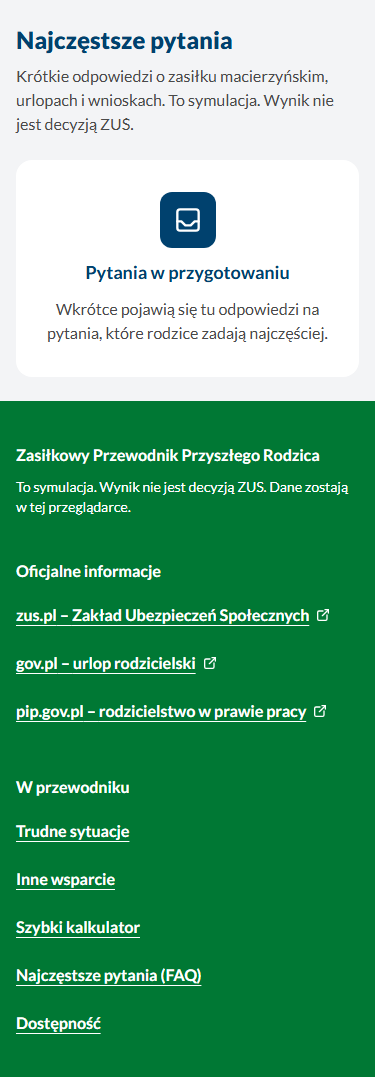 Najczęstsze pytania
Krótkie odpowiedzi o zasiłku macierzyńskim,
urlopach i wnioskach. To symulacja. Wynik nie
jest decyzją ZUS.
Pytania w przygotowaniu
Wkrótce pojawią się tu odpowiedzi na
pytania, które rodzice zadają najczęściej.
Zasiłkowy Przewodnik Przyszłego Rodzica
To symulacja. Wynik nie jest decyzją ZUS. Dane zostają
w tej przeglądarce.
Oficjalne informacje
zus.pl – Zakład Ubezpieczeń Społecznych
gov.pl – urlop rodzicielski
pip.gov.pl – rodzicielstwo w prawie pracy
W przewodniku
Trudne sytuacje
Inne wsparcie
Szybki kalkulator
Najczęstsze pytania (FAQ)
Dostępność